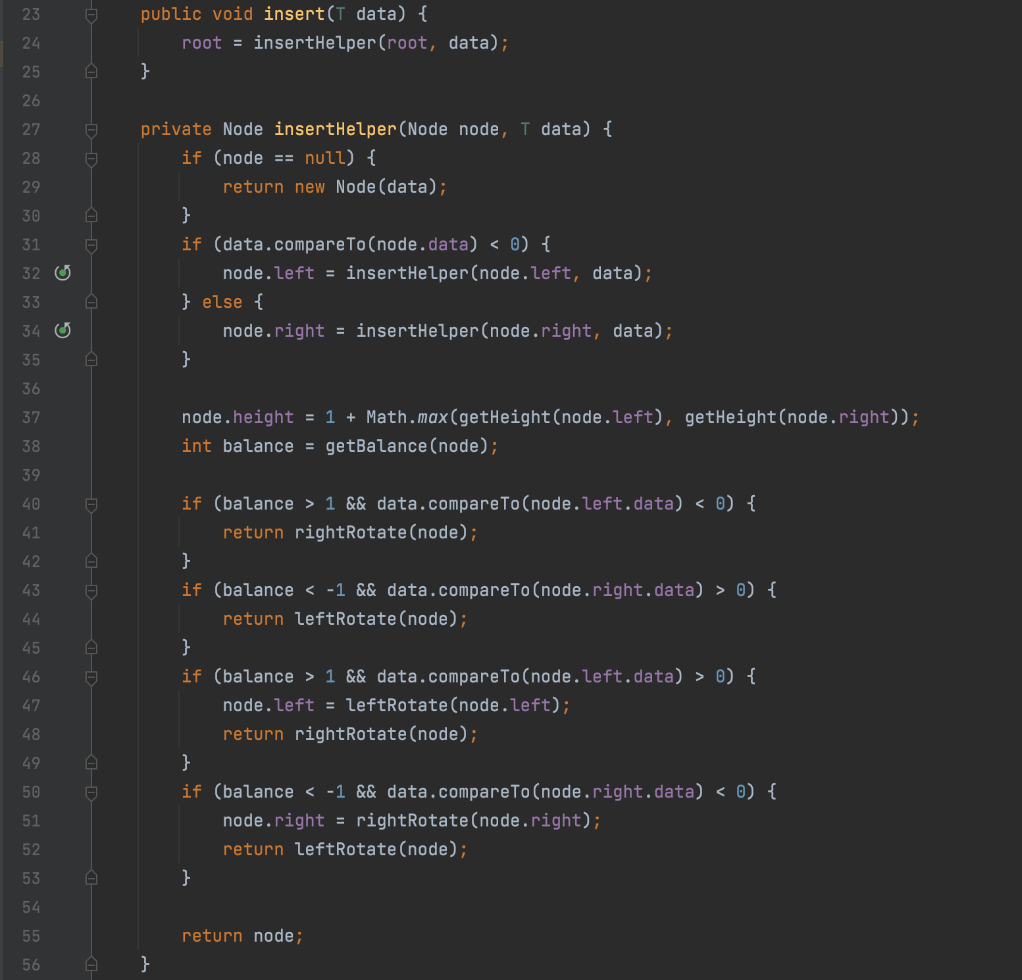 23 public void insert(T data) {
24 root = insertHelper(root, data);
25 }
26
27 private Node insertHelper(Node node, T data) {
28 if (node == null) {
29 return new Node(data);
30 }
31 if (data.compareTo(node.data) < 0) {
32 node.left = insertHelper(node.left, data);
33 } else {
34 node.right = insertHelper(node.right, data);
35 }
36
37 node.height = 1 + Math.max(getHeight(node.left), getHeight(node.right));
38 int balance = getBalance(node);
39
40 if (balance > 1 && data.compareTo(node.left.data) < 0) {
41 return rightRotate(node);
42 }
43 if (balance < -1 && data.compareTo(node.right.data) > 0) {
44 return leftRotate(node);
45 }
46 if (balance > 1 && data.compareTo(node.left.data) > 0) {
47 node.left = leftRotate(node.left);
48 return rightRotate(node);
49 }
50 if (balance < -1 && data.compareTo(node.right.data) < 0) {
51 node.right = rightRotate(node.right);
52 return leftRotate(node);
53 }
54
55 return node;
56 }